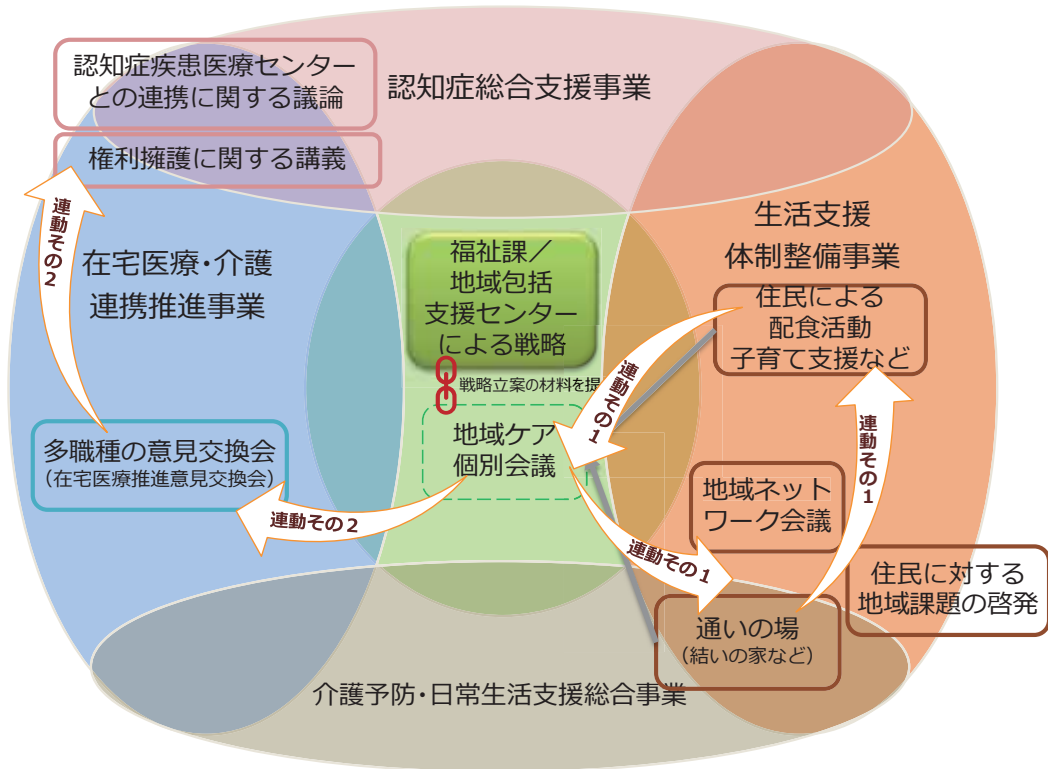 認知症疾患医療センター
との連携に関する議論
認知症総合支援事業
権利擁護に関する講義
連動その2
在宅医療・介護
連携推進事業
福祉課／
地域包括
支援センター
による戦略
生活支援
体制整備事業
住民による
配食活動
子育て支援など
戦略立案の材料を提
連動その1
地域ケア
個別会議
多職種の意見交換会
（在宅医療推進意見交換会）
連動その2
連動その1
地域ネット
ワーク会議
連動その1
住民に対する
地域課題の啓発
通いの場
（結いの家など）
介護予防・日常生活支援総合事業